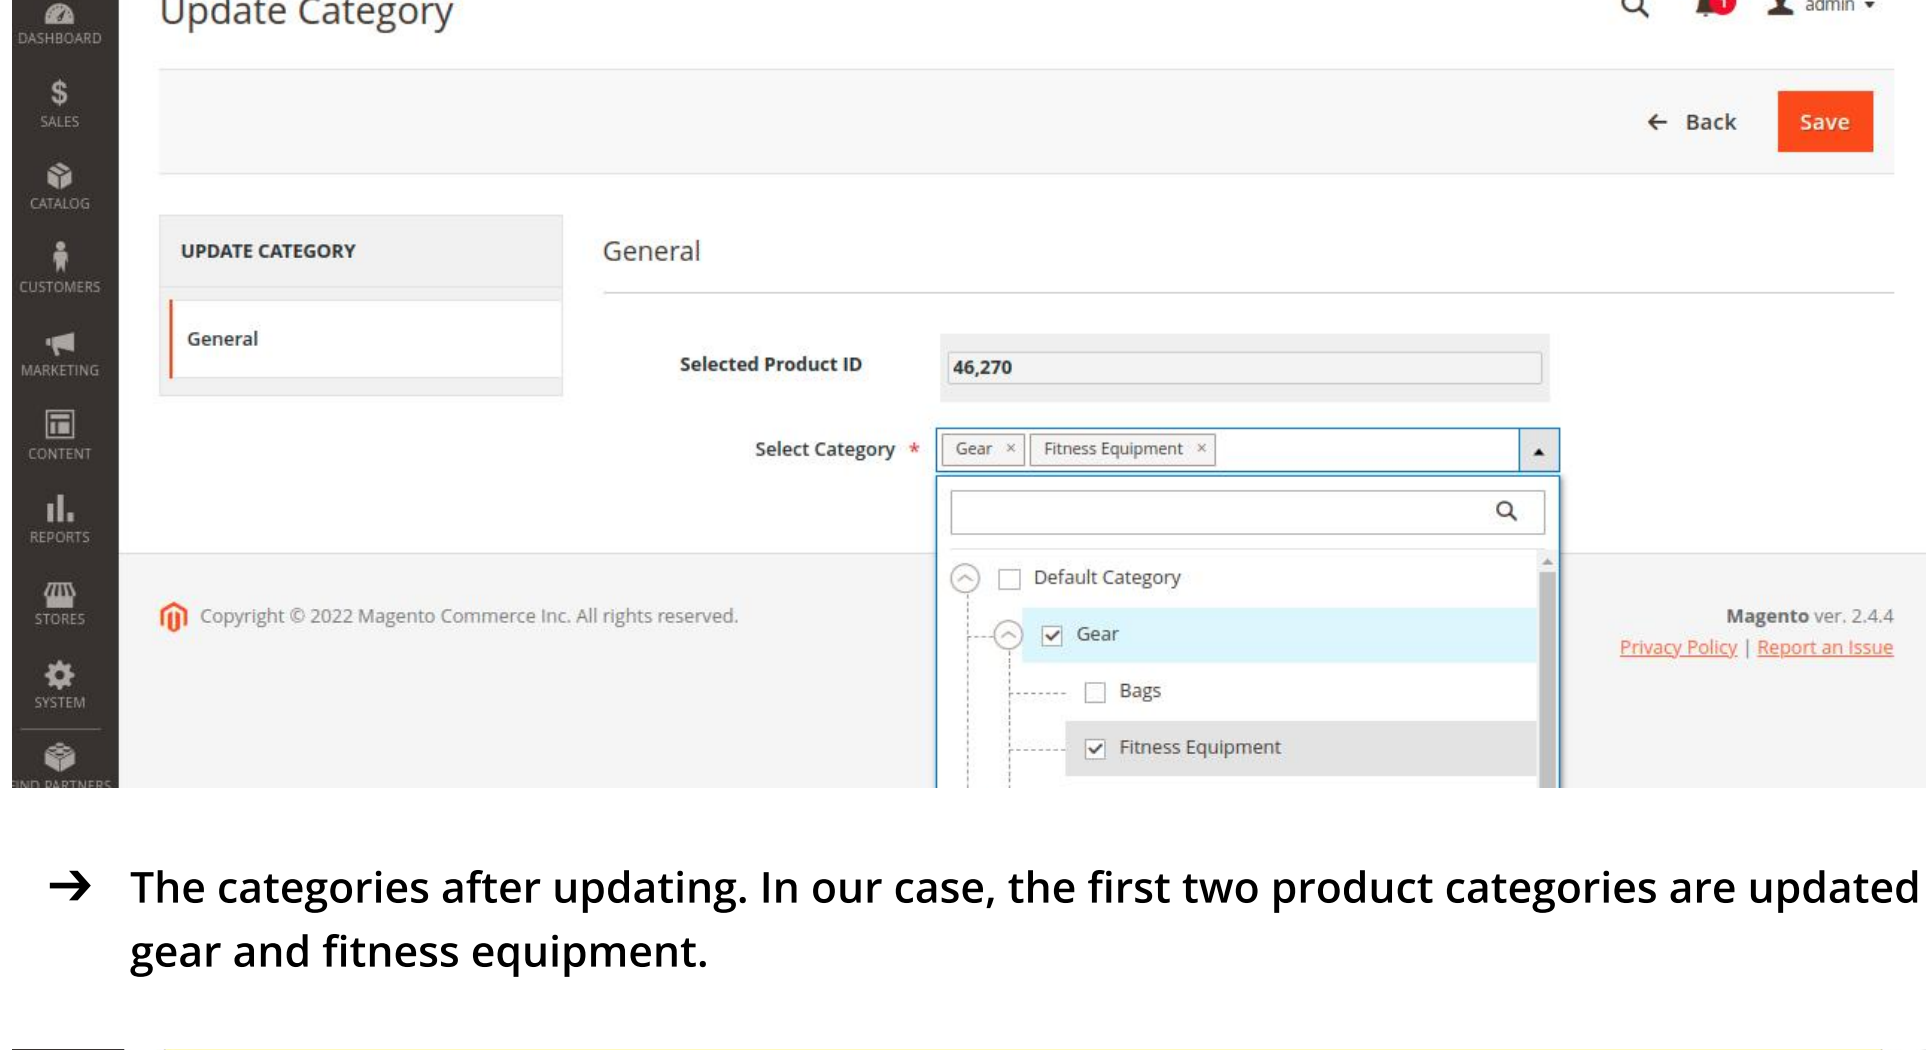 Update Category
1
admin
DASHBOARD
SALES
CATALOG
CUSTOMERS
MARKETING
CONTENT
REPORTS
STORES
SYSTEM
FIND PARTNERS
← Back
Save
UPDATE CATEGORY
General
General
Selected Product ID
46,270
Select Category *
Gear ×
Fitness Equipment ×
Default Category
Gear
Bags
Fitness Equipment
Copyright © 2022 Magento Commerce Inc. All rights reserved.
Magento ver. 2.4.4
Privacy Policy | Report an Issue
➔ The categories after updating. In our case, the first two product categories are updated
gear and fitness equipment.